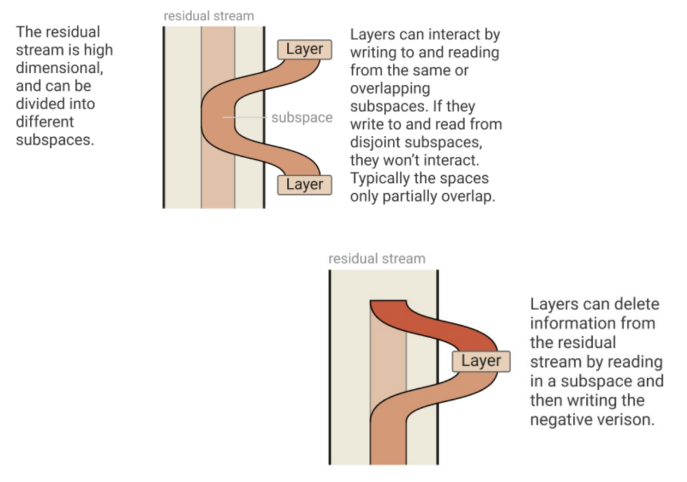 residual stream
The residual
stream is high
dimensional,
and can be
divided into
different
subspaces.
Layer
subspace
Layer
Layers can interact by
writing to and reading
from the same or
overlapping
subspaces. If they
write to and read from
disjoint subspaces,
they won't interact.
Typically the spaces
only partially overlap.
residual stream
Layer
Layers can delete
information from
the residual
stream by reading
in a subspace and
then writing the
negative verison.